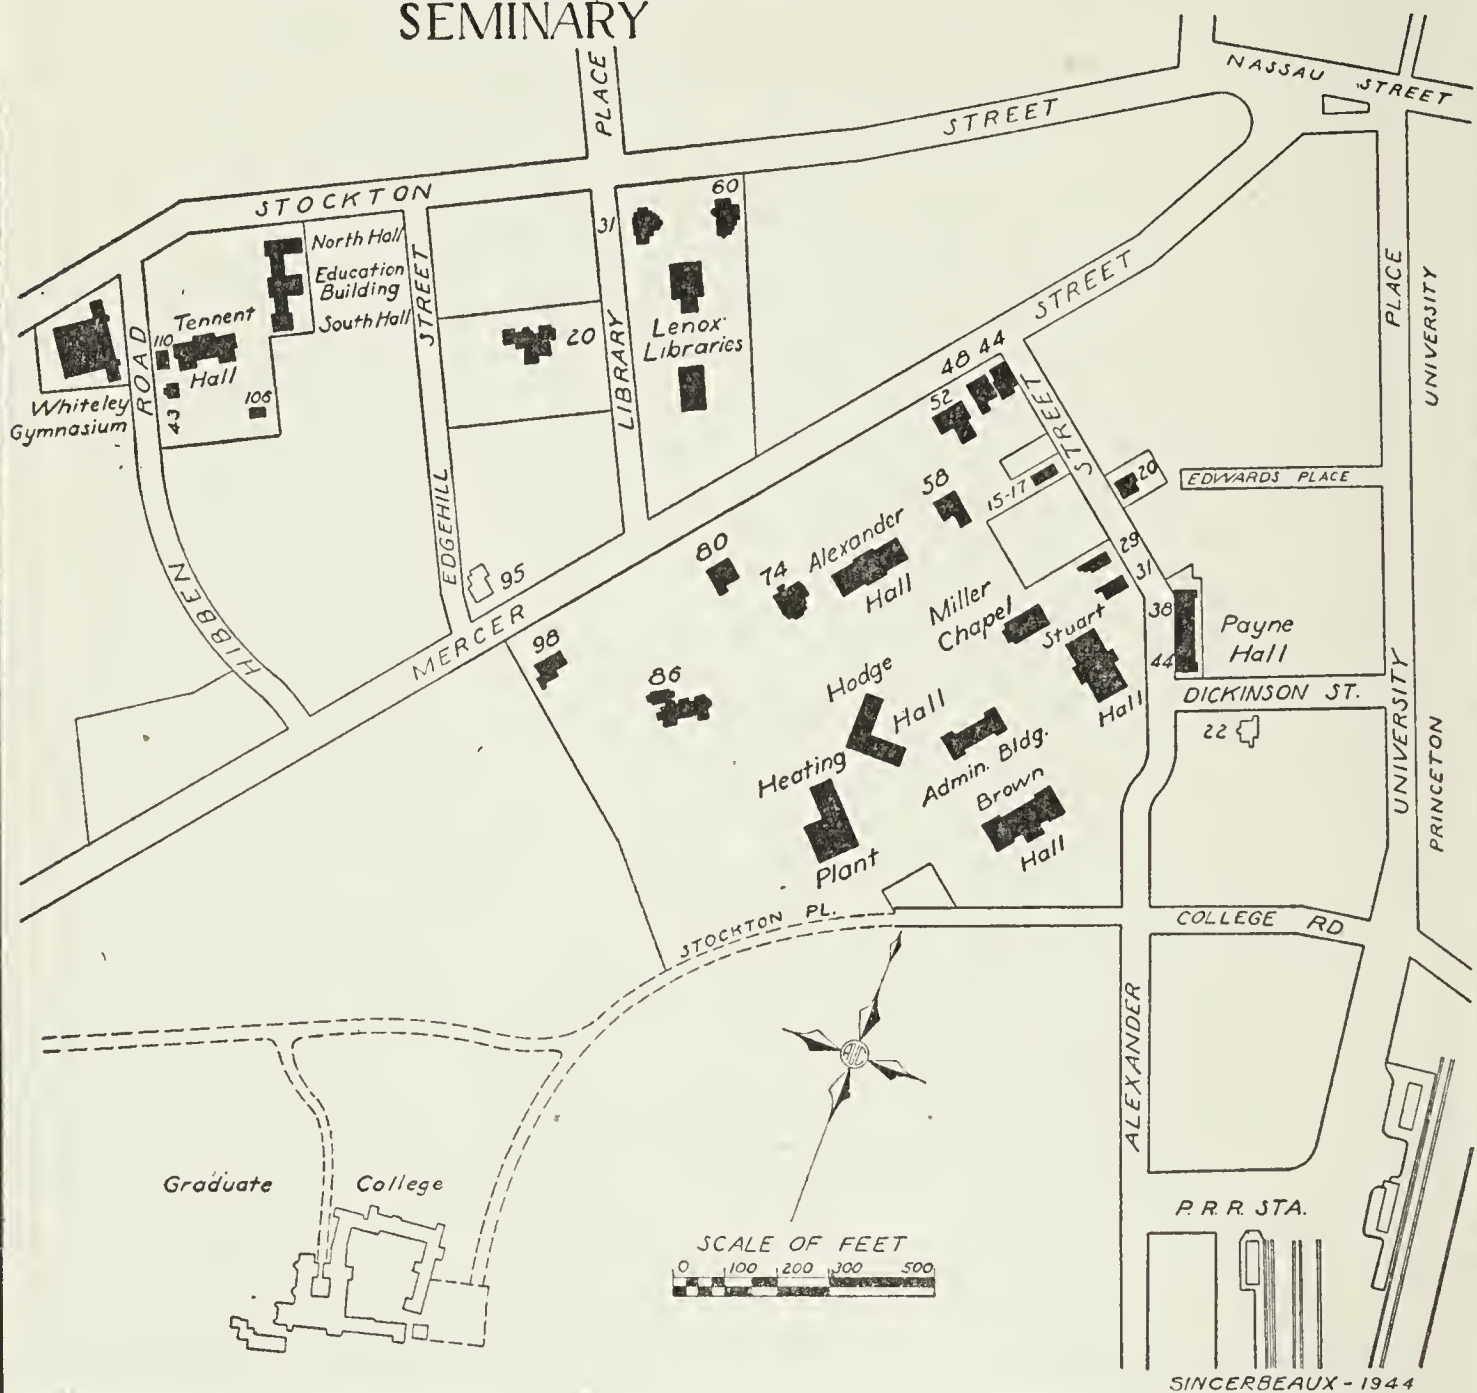 SEMINARY
PLACE
NASSAU STREET
STREET
STOCKTON
60
31
North Hall
Education
Building
South Hall
STREET
PLACE
UNIVERSITY
STREET
Tennent
Hall
110
ROAD
20
Lenox
Libraries
LIBRARY
48 44
52
STREET
Whiteley
Gymnasium
43
106
58
15-17
20
EDWARDS PLACE
EDGEHILL
80
74
Alexander
Hall
29
31
95
HIBBEN
MERCER
Miller
Chapel
Stuart
Hall
38
44
Payne
Hall
98
86
Hodge
Hall
DICKINSON ST.
22
UNIVERSITY
PRINCETON
Heating
Plant
Admin. Bldg.
Brown
Hall
STOCKTON PL.
COLLEGE RD
ALEXANDER
Graduate College
P.R.R. STA.
SCALE OF FEET
0 100 200 300 500
SINCERBEAUX - 1944